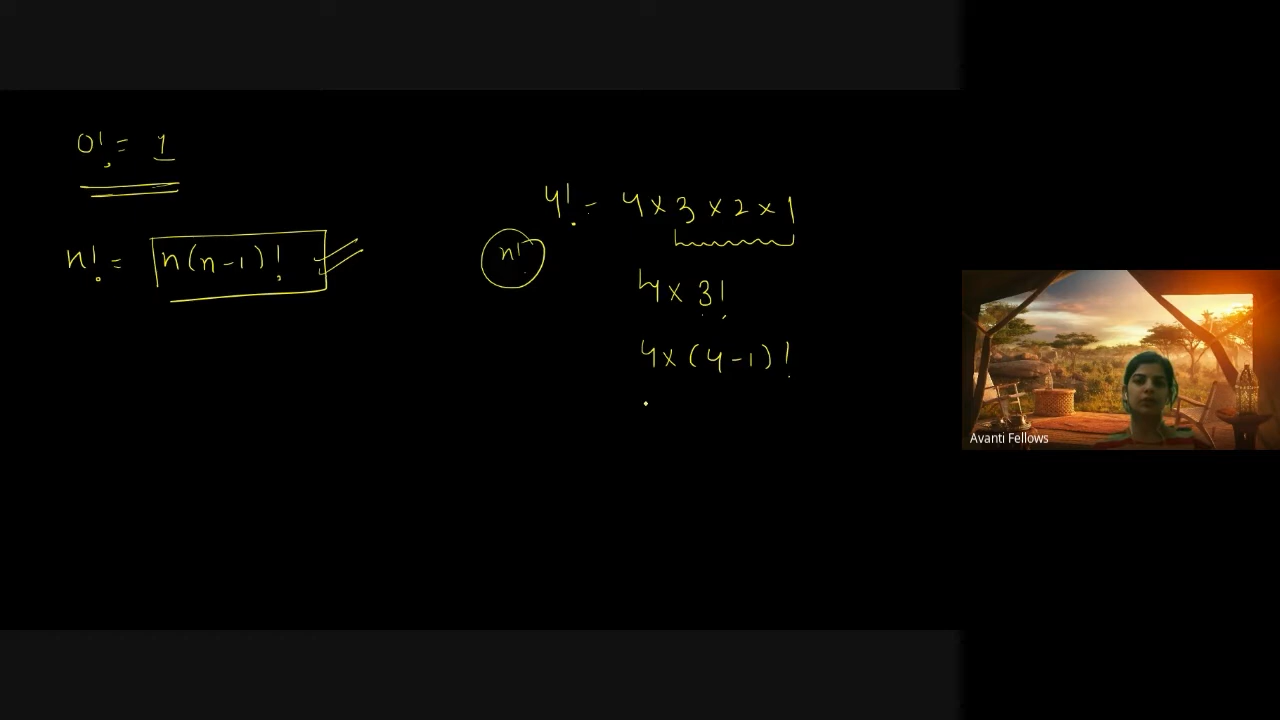 0! = 1
n! = n(n-1)!
4! = 4 x 3 x 2 x 1
n!
4 x 3!
4 x (4-1)!
Avanti Fellows